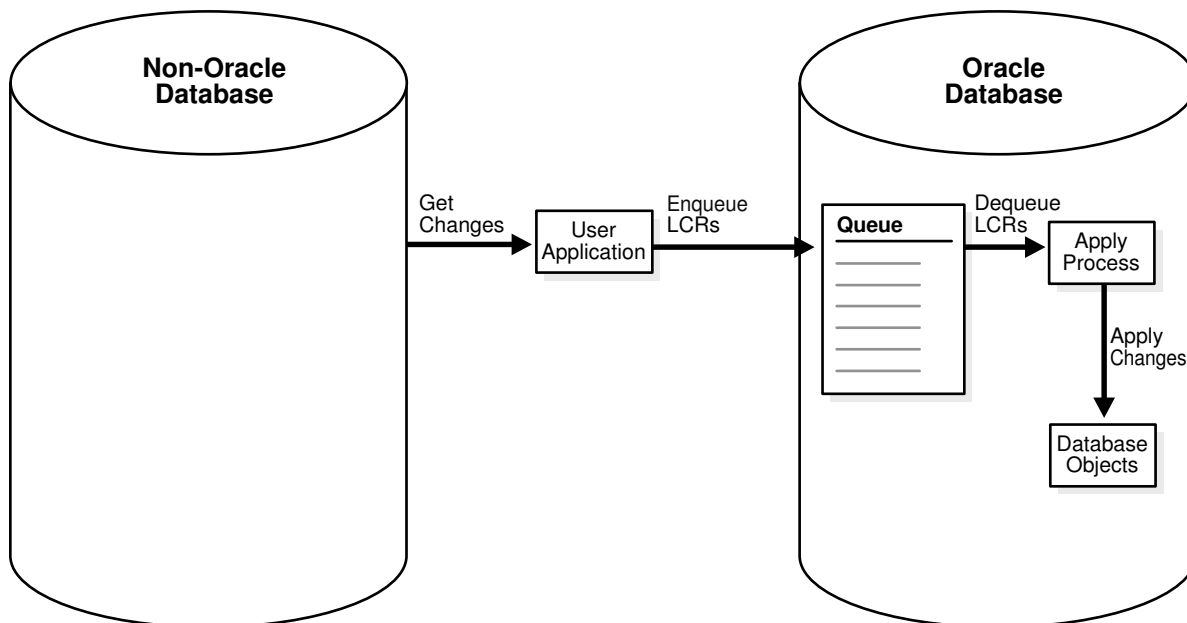 Non-Oracle
Database
Oracle
Database
Get
Changes
User
Application
Enqueue
LCRs
Queue
Dequeue
LCRs
Apply
Process
Apply
Changes
Database
Objects